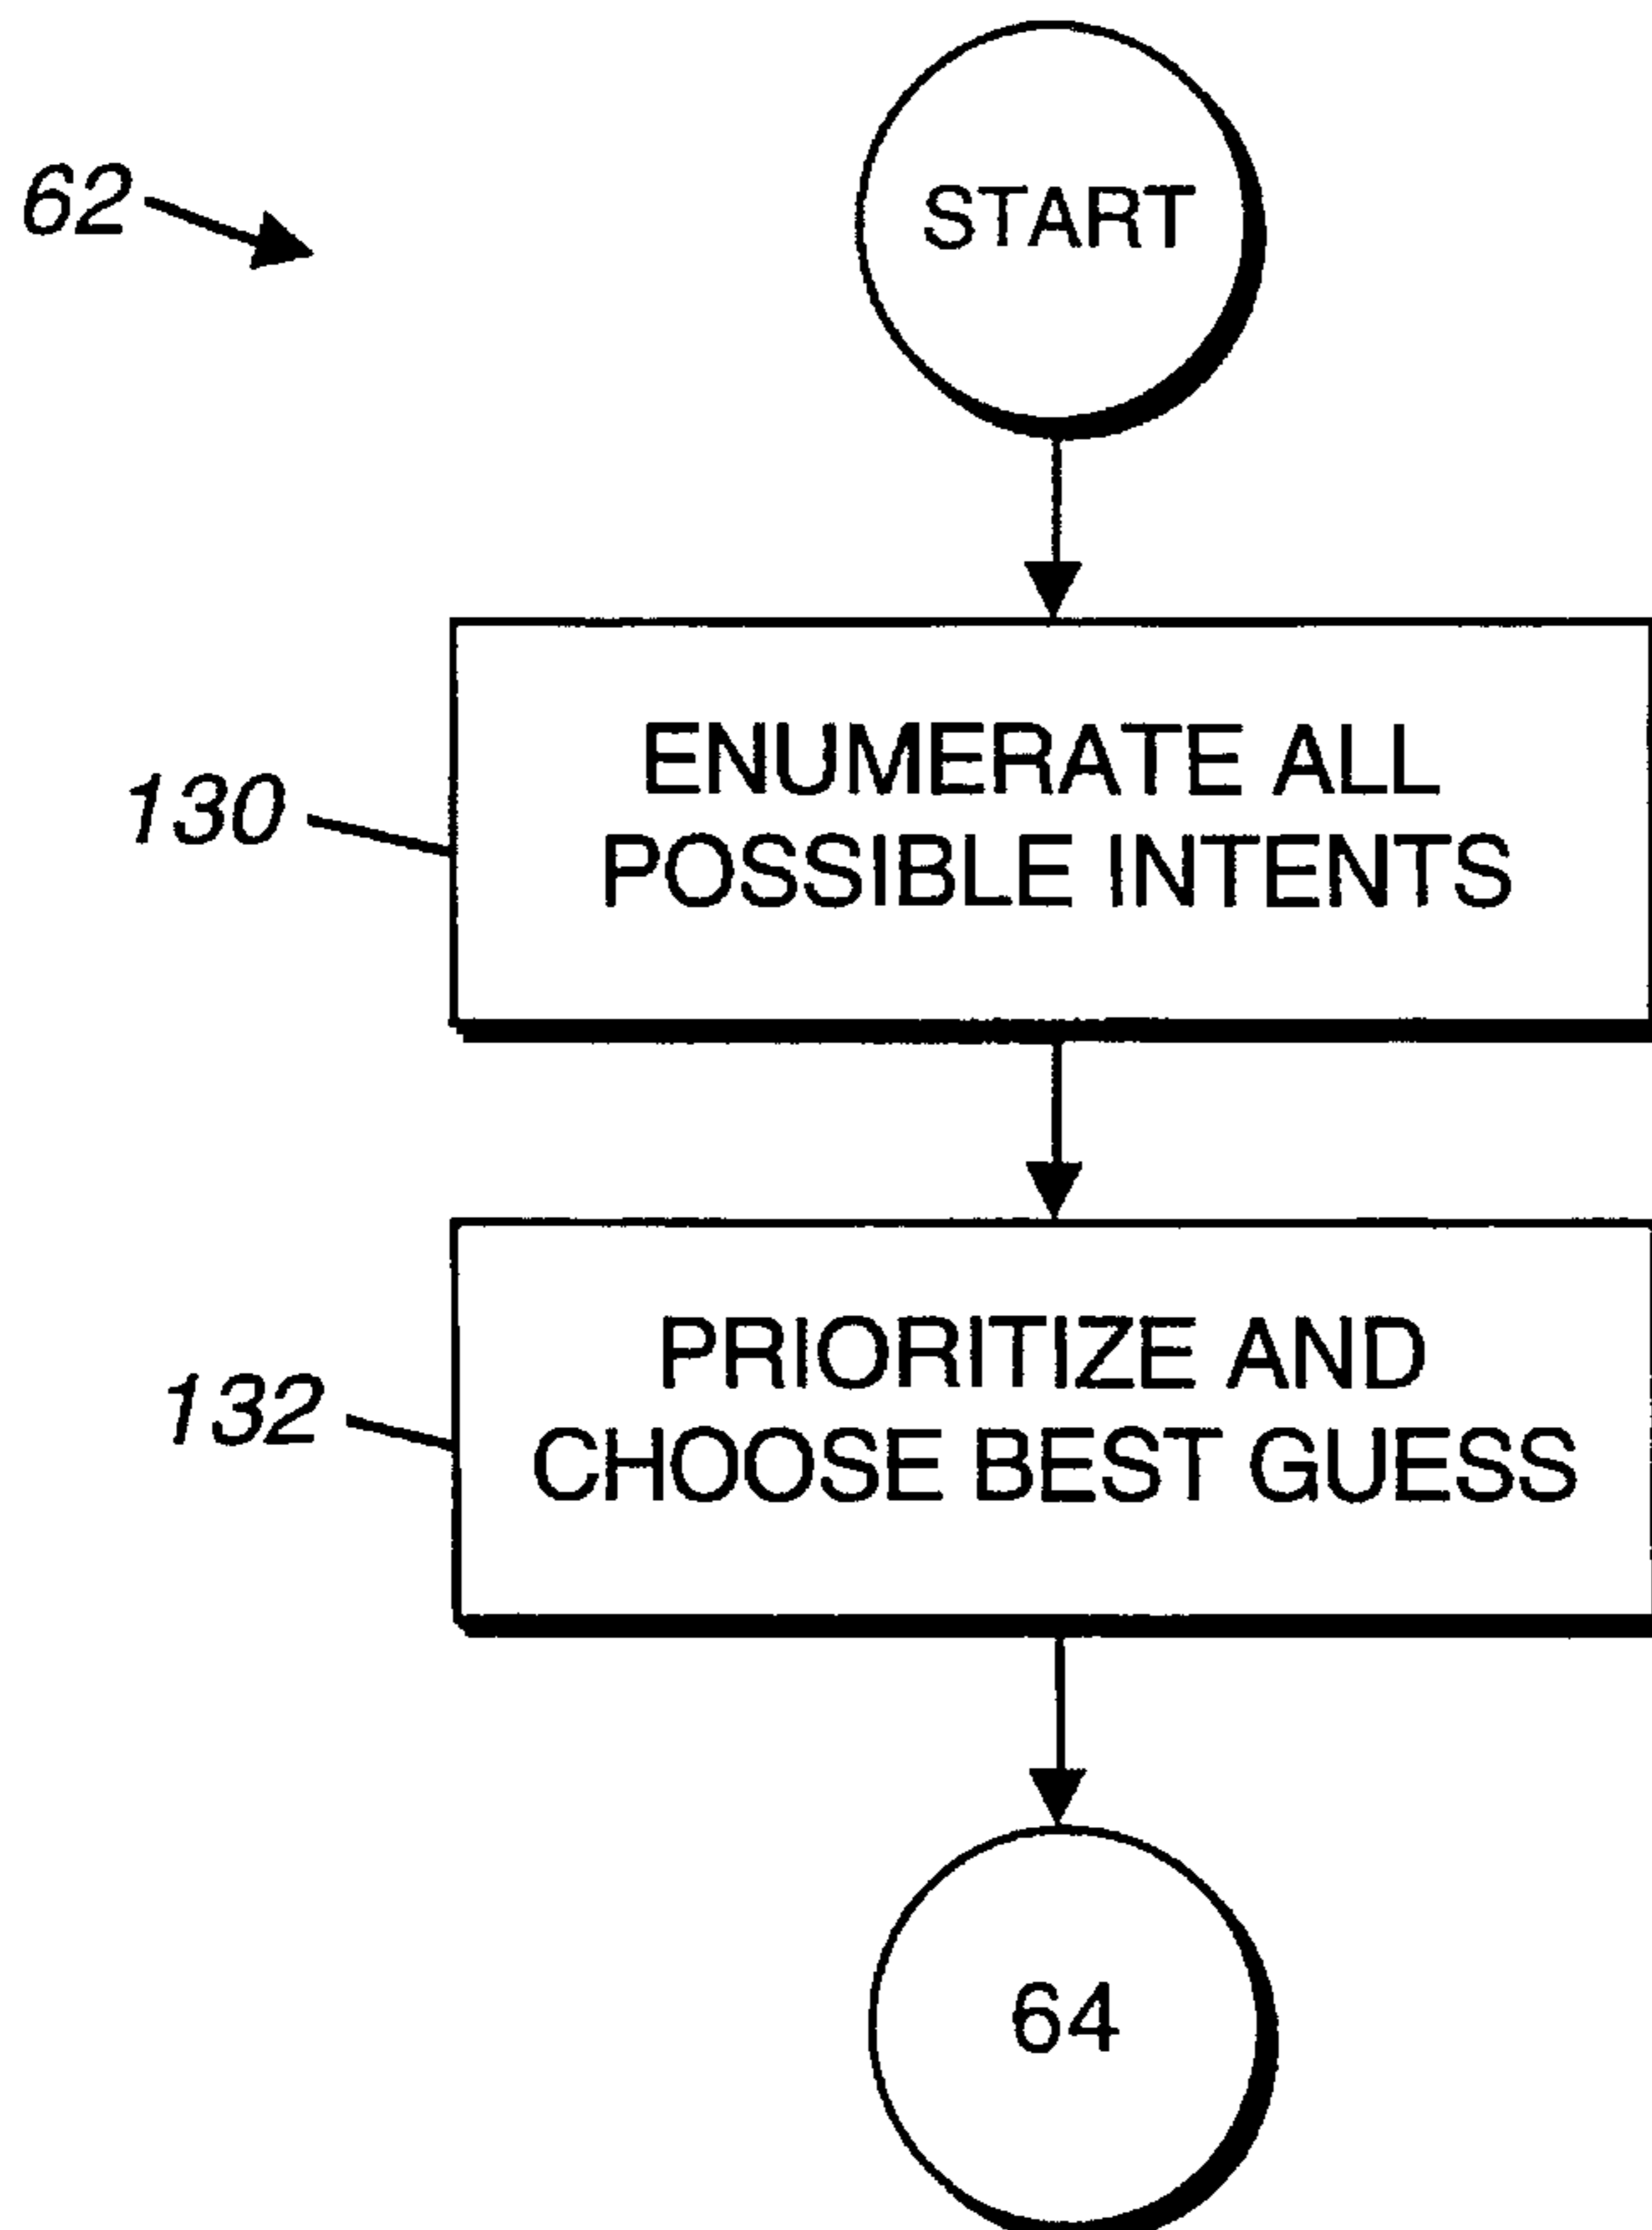 62
START
130
ENUMERATE ALL
POSSIBLE INTENTS
132
PRIORITIZE AND
CHOOSE BEST GUESS
64